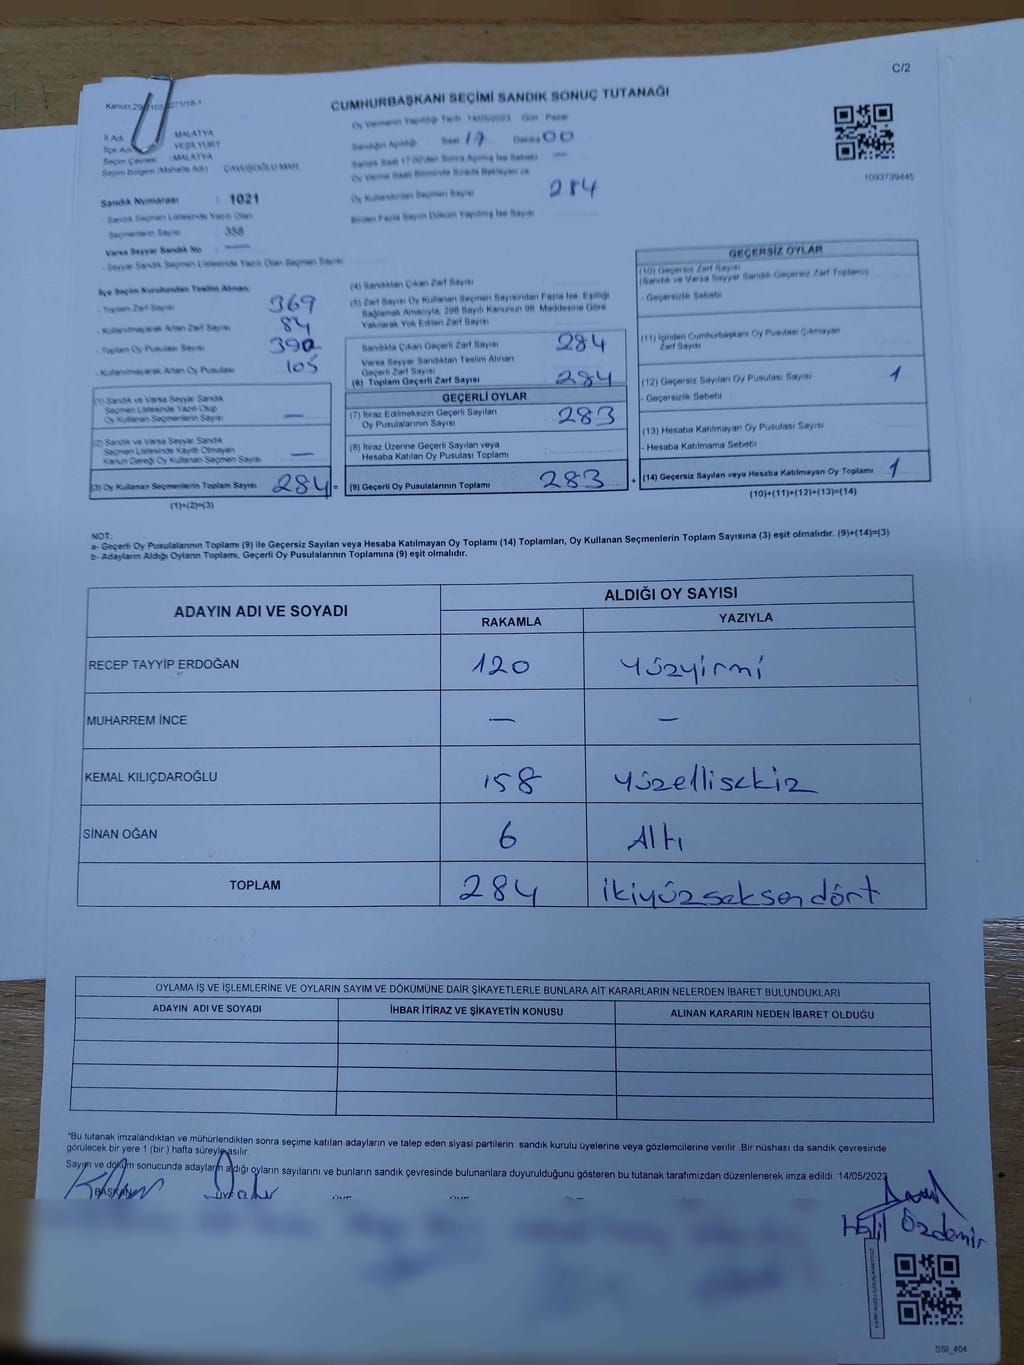 C/2
CUMHURBAŞKANI SEÇİMİ SANDIK SONUÇ TUTANAĞI
Oy Vermenin Yapıldığı Tarih : 14/05/2023 Gün : Pazar
İl Adı : MALATYA
İlçe Adı : YEŞİLYURT
Seçim Çevresi : MALATYA
Seçim Bölgesi (Mahalle Adı) : ÇAVUŞOĞLU MAH.
Saat 17 Dakika 00
Sandık Saat 17.00'den Sonra Açılmış İse Sebebi —
Oy Verme Saati Bitiminde Sırada Bekleyen ve
Oy Kullandırılan Seçmen Sayısı 284
Birden Fazla Sayım Döküm Yapılmış İse Sayısı
1093739445
Sandık Numarası : 1021
- Sandık Seçmen Listesinde Yazılı Olan
Seçmenlerin Sayısı : 358
Varsa Seyyar Sandık No : —
- Seyyar Sandık Seçmen Listesinde Yazılı Olan Seçmen Sayısı
İlçe Seçim Kurulundan Teslim Alınan;
- Toplam Zarf Sayısı 369
- Kullanılmayarak Artan Zarf Sayısı 84
- Toplam Oy Pusulası Sayısı 390
- Kullanılmayarak Artan Oy Pusulası 105
(1) Sandık ve Varsa Seyyar Sandık
Seçmen Listesinde Yazılı Olup
Oy Kullanan Seçmenlerin Sayısı —
(2) Sandık ve Varsa Seyyar Sandık
Seçmen Listesinde Kayıtlı Olmayan
Kanun Gereği Oy Kullanan Seçmen Sayısı —
(3) Oy Kullanan Seçmenlerin Toplam Sayısı 284 =
(1)+(2)=(3)
(4) Sandıktan Çıkan Zarf Sayısı
(5) Zarf Sayısı Oy Kullanan Seçmen Sayısından Fazla İse, Eşitliği
Sağlamak Amacıyla, 298 Sayılı Kanunun 98. Maddesine Göre
Yakılarak Yok Edilen Zarf Sayısı
Sandıkta Çıkan Geçerli Zarf Sayısı 284
Varsa Seyyar Sandıktan Teslim Alınan
Geçerli Zarf Sayısı
(6) Toplam Geçerli Zarf Sayısı 284
GEÇERLİ OYLAR
(7) İtiraz Edilmeksizin Geçerli Sayılan
Oy Pusulasının Sayısı 283
(8) İtiraz Üzerine Geçerli Sayılan veya
Hesaba Katılan Oy Pusulası Toplamı
(9) Geçerli Oy Pusulalarının Toplamı 283 +
GEÇERSİZ OYLAR
(10) Geçersiz Zarf Sayısı
(Sandık ve Varsa Seyyar Sandık Geçersiz Zarf Toplamı)
- Geçersizlik Sebebi
(11) İçinden Cumhurbaşkanı Oy Pusulası Çıkmayan
Zarf Sayısı
(12) Geçersiz Sayılan Oy Pusulası Sayısı 1
- Geçersizlik Sebebi
(13) Hesaba Katılmayan Oy Pusulası Sayısı
- Hesaba Katılmama Sebebi
(14) Geçersiz Sayılan veya Hesaba Katılmayan Oy Toplamı 1
(10)+(11)+(12)+(13)=(14)
NOT:
a- Geçerli Oy Pusulalarının Toplamı (9) ile Geçersiz Sayılan veya Hesaba Katılmayan Oy Toplamı (14) Toplamları, Oy Kullanan Seçmenlerin Toplam Sayısına (3) eşit olmalıdır. (9)+(14)=(3)
b- Adayların Aldığı Oyların Toplamı, Geçerli Oy Pusulalarının Toplamına (9) eşit olmalıdır.
ADAYIN ADI VE SOYADI ALDIĞI OY SAYISI
RAKAMLA YAZIYLA
RECEP TAYYİP ERDOĞAN 120 Yüzyirmi
MUHARREM İNCE — —
KEMAL KILIÇDAROĞLU 158 Yüzellisekiz
SİNAN OĞAN 6 Altı
TOPLAM 284 İkiyüzseksendört
OYLAMA İŞ VE İŞLEMLERİNE VE OYLARIN SAYIM VE DÖKÜMÜNE DAİR ŞİKAYETLERLE BUNLARA AİT KARARLARIN NELERDEN İBARET BULUNDUKLARI
ADAYIN ADI VE SOYADI İHBAR İTİRAZ VE ŞİKAYETİN KONUSU ALINAN KARARIN NEDEN İBARET OLDUĞU
*Bu tutanak imzalandıktan ve mühürlendikten sonra seçime katılan adayların ve talep eden siyasi partilerin sandık kurulu üyelerine veya gözlemcilerine verilir. Bir nüshası da sandık çevresinde
görülecek bir yere 1 (bir ) hafta süreyle asılır.
Sayım ve döküm sonucunda adayların aldığı oyların sayılarını ve bunların sandık çevresinde bulunanlara duyurulduğunu gösteren bu tutanak tarafımızdan düzenlenerek imza edildi. 14/05/2023
BAŞKAN ÜYE ÜYE ÜYE ÜYE
Halil Özdemir
SSİ_404